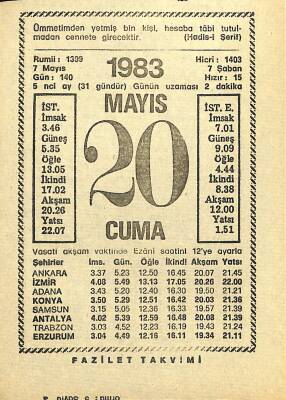 Ümmetimden yetmiş bin kişi, hesaba tâbi tutul-
madan cennete girecektir. (Hadis-i Şerif)
Rumi: 1399
7 Mayıs
Gün: 140
1983
Hicri: 1403
7 Şaban
Hızır: 15
5 nci ay (31 gündür) Günün uzaması 2 dakika
MAYIS
20
CUMA
İST.
İmsak
3.46
Güneş
5.35
Öğle
13.05
İkindi
17.02
Akşam
20.26
Yatsı
22.07
İST. E.
İmsak
7.01
Güneş
9.09
Öğle
4.44
İkindi
8.38
Akşam
12.00
Yatsı
1.51
Vasati akşam vaktinde Ezâni saatini 12'ye ayarla
Şehirler İms. Gün. Öğle İkindi Akşam Yatsı
ANKARA 3.37 5.23 12.50 16.45 20.07 21.45
İZMİR 4.08 5.49 13.13 17.05 20.26 22.00
ADANA 3.43 5.20 12.40 16.30 19.50 21.21
KONYA 3.50 5.29 12.51 16.42 20.03 21.36
SAMSUN 3.15 5.05 12.36 16.33 19.57 21.39
ANTALYA 4.02 5.39 12.59 16.48 20.08 21.39
TRABZON 3.03 4.52 12.23 16.19 19.43 21.24
ERZURUM 3.04 4.49 12.16 16.11 19.34 21.11
FAZİLET TAKVİMİ